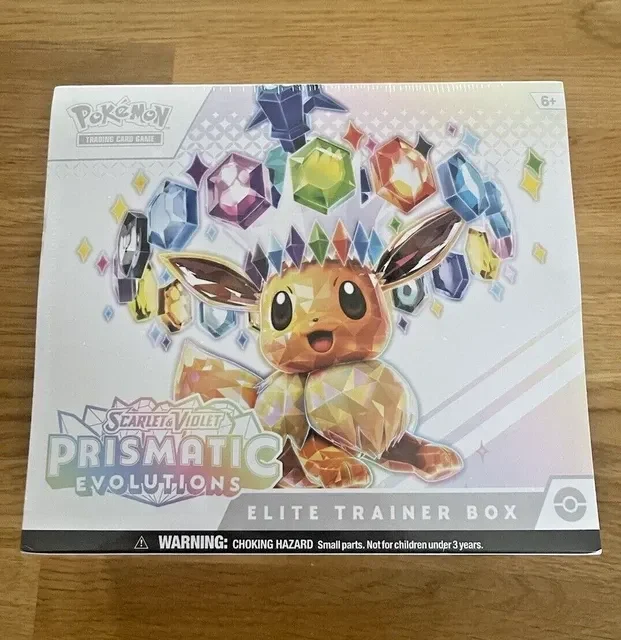 Pokémon
TRADING CARD GAME
6+
SCARLET & VIOLET
PRISMATIC
EVOLUTIONS
ELITE TRAINER BOX
⚠ WARNING: CHOKING HAZARD Small parts. Not for children under 3 years.